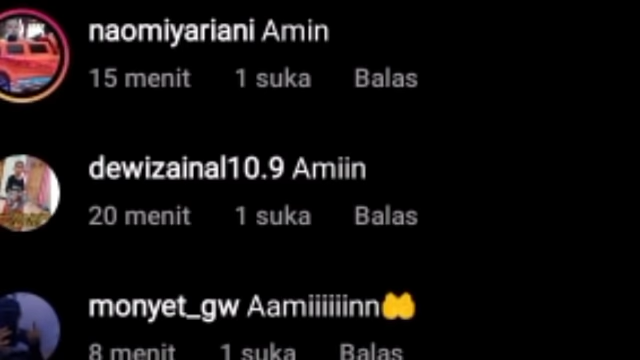 naomiyariani Amin
15 menit 1 suka Balas
dewizainal10.9 Amiin
20 menit 1 suka Balas
monyet_gw Aamiiiiiinn🤲
8 menit 1 suka Balas